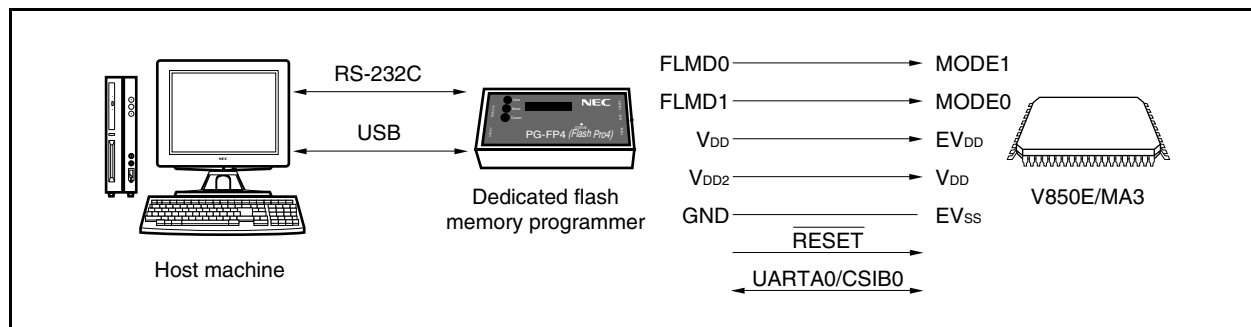 RS-232C
USB
NEC
PG-FP4 (Flash Pro4)
NEC
Host machine
Dedicated flash
memory programmer
FLMD0 MODE1
FLMD1 MODE0
VDD EVDD
VDD2 VDD
GND EVSS
RESET
UARTA0/CSIB0
V850E/MA3